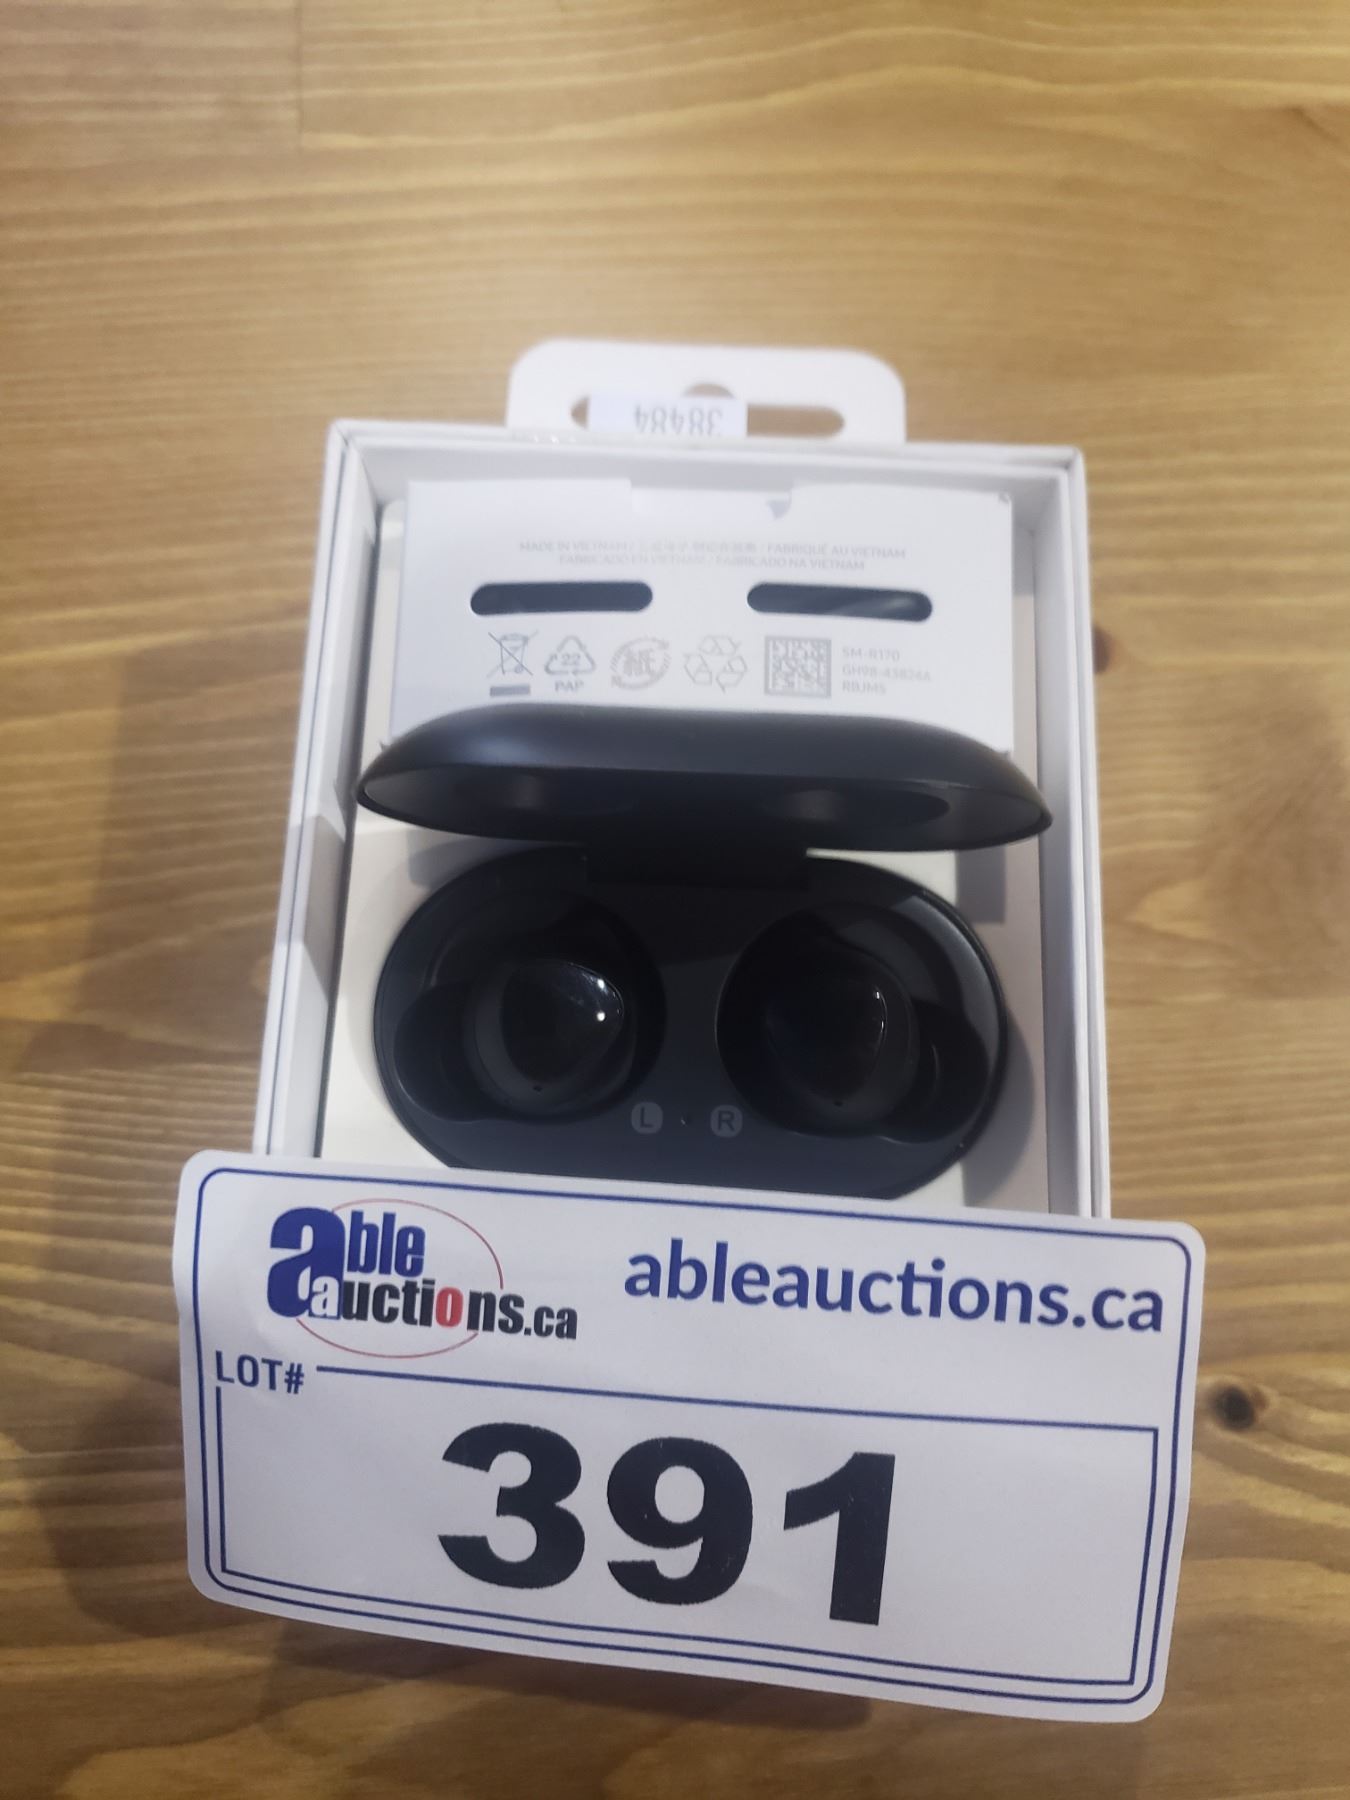 38484
MADE IN VIETNAM / FABRIQUÉ AU VIETNAM
FABRICADO EN VIETNAM / FABRICADO NA VIETNAM
22
PAP
紙
SM-R170
GH98-43824A
RBJMS
L R
able
auctions.ca
ableauctions.ca
LOT#
391